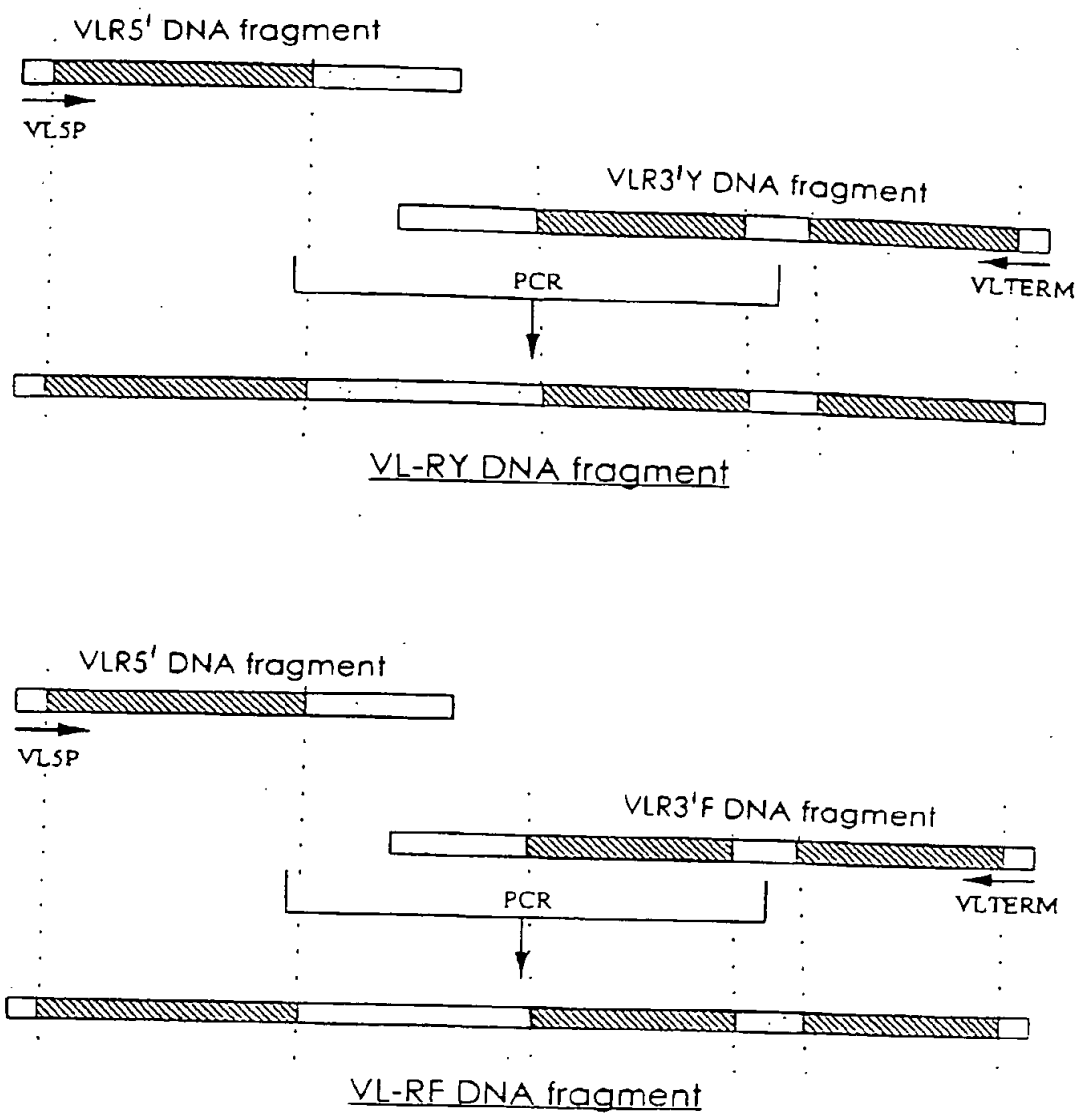 VLR5' DNA fragment
VL5P
VLR3'Y DNA fragment
PCR
VLTERM
VL-RY DNA fragment
VLR5' DNA fragment
VL5P
VLR3'F DNA fragment
PCR
VLTERM
VL-RF DNA fragment